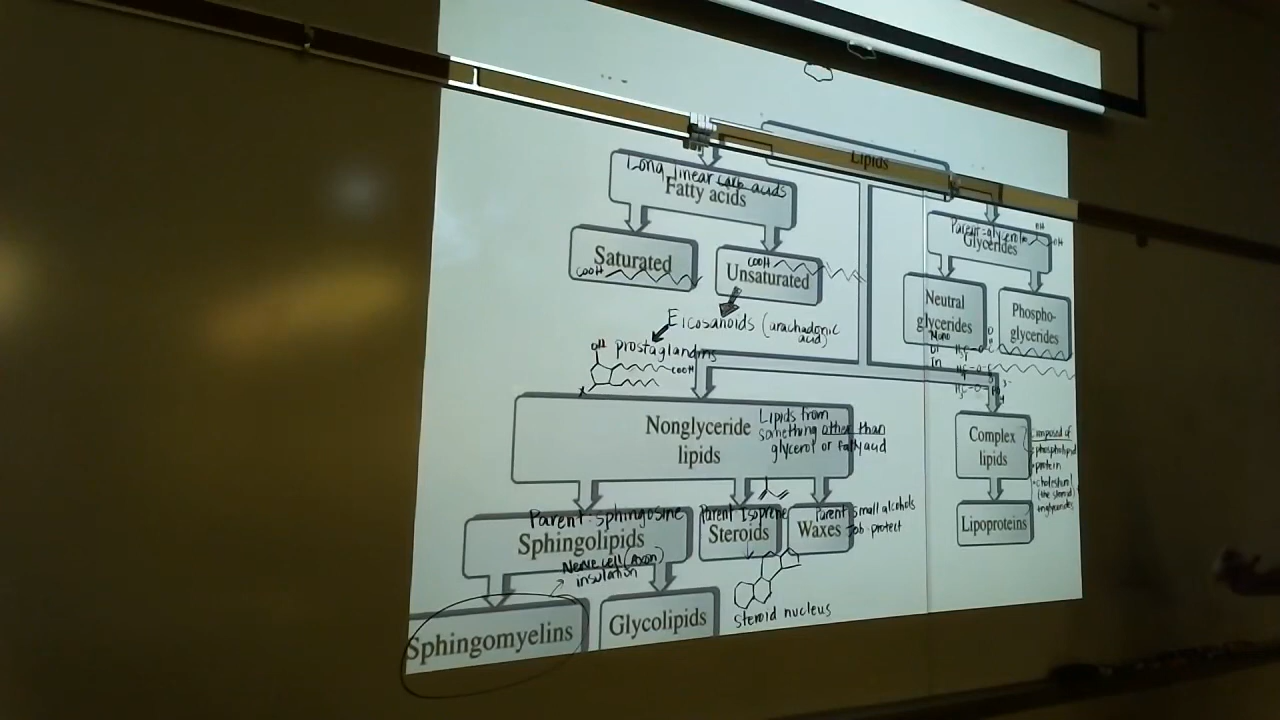 Lipids
Long linear carb acids
Fatty acids
Saturated
COOH
COOH
Unsaturated
Eicosanoids (arachadonic
acid)
prostaglandins
OH
COOH
Parent-glycerol
OH
OH
Glycerides
Neutral
glycerides
Mono
Di
Tri
Phospho-
glycerides
Nonglyceride
lipids
Lipids from
something other than
glycerol or fatty acid
Complex
lipids
composed of
phospholipid
protein
cholesterol
(the steroid)
triglycerides
Lipoproteins
Parent: sphingosine
Sphingolipids
Nerve cell (Axon)
insulation
Sphingomyelins
Glycolipids
Parent Isoprene
Steroids
steroid nucleus
Parent small alcohols
Waxes
Job protect